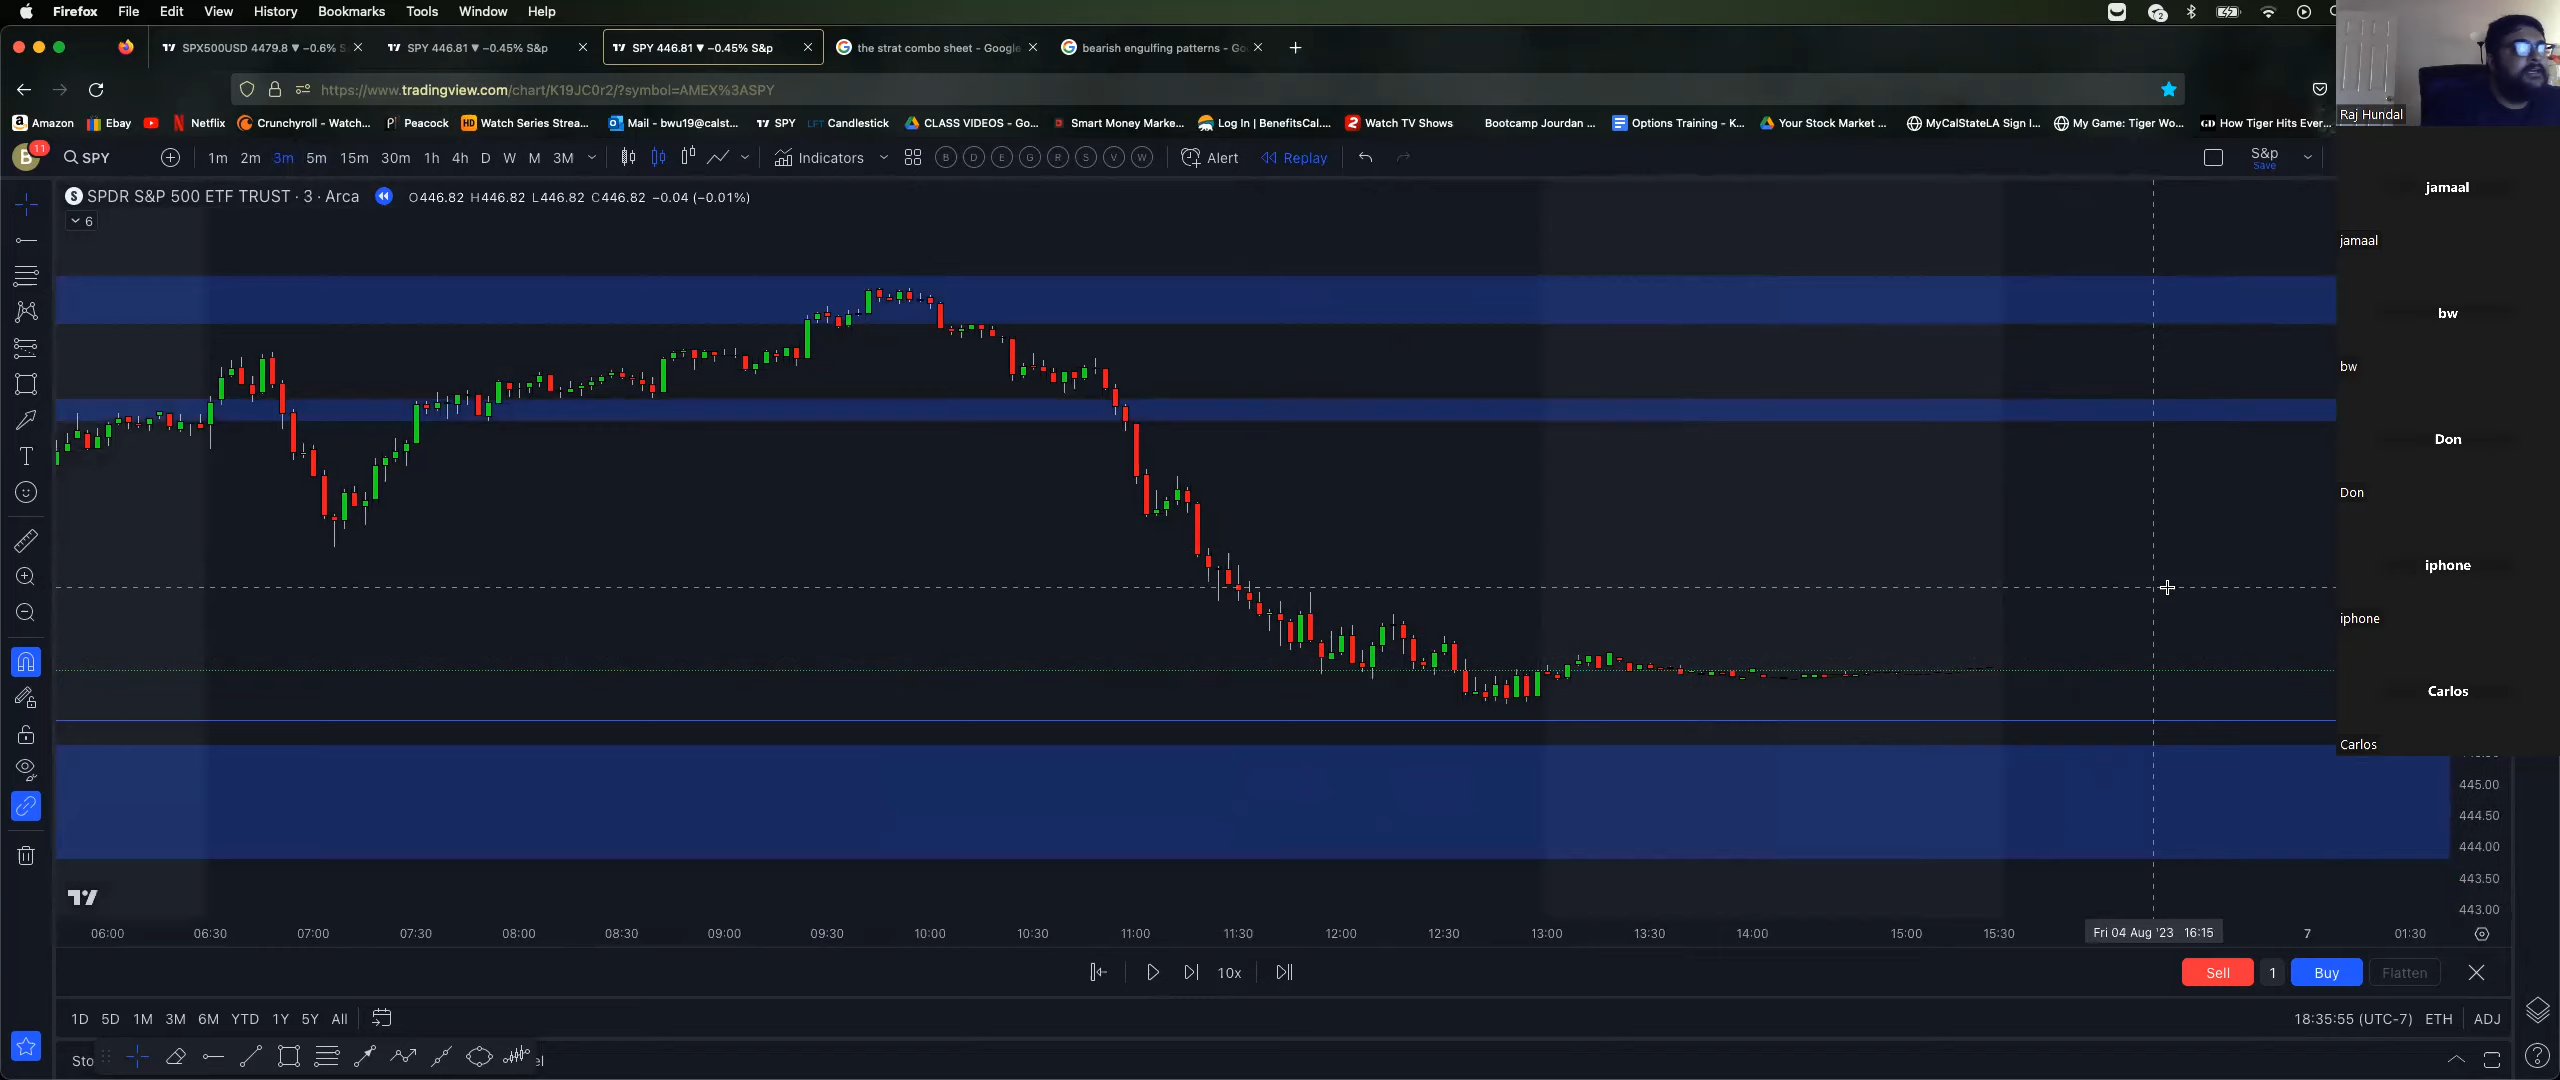 Firefox File Edit View History Bookmarks Tools Window Help
SPX500USD 4479.8 ▼ −0.6% S SPY 446.81 ▼ −0.45% S&p SPY 446.81 ▼ −0.45% S&p the strat combo sheet - Google bearish engulfing patterns - Go
https://www.tradingview.com/chart/K19JC0r2/?symbol=AMEX%3ASPY
Raj Hundal
Amazon Ebay Netflix Crunchyroll - Watch... Peacock Watch Series Strea... Mail - bwu19@calst... SPY Candlestick CLASS VIDEOS - Go... Smart Money Marke... Log In | BenefitsCal.... Watch TV Shows Bootcamp Jourdan ... Options Training - K... Your Stock Market ... MyCalStateLA Sign I... My Game: Tiger Wo... How Tiger Hits Ever...
B 11 SPY 1m 2m 3m 5m 15m 30m 1h 4h D W M 3M Indicators B D E G R S V W Alert Replay S&p
Save
SPDR S&P 500 ETF TRUST · 3 · Arca O446.82 H446.82 L446.82 C446.82 −0.04 (−0.01%)
6
jamaal
jamaal
bw
bw
Don
Don
iphone
iphone
Carlos
Carlos
445.00
444.50
444.00
443.50
443.00
06:00 06:30 07:00 07:30 08:00 08:30 09:00 09:30 10:00 10:30 11:00 11:30 12:00 12:30 13:00 13:30 14:00 15:00 15:30 Fri 04 Aug '23 16:15 7 01:30
10x Sell 1 Buy Flatten
1D 5D 1M 3M 6M YTD 1Y 5Y All 18:35:55 (UTC-7) ETH ADJ
Sto